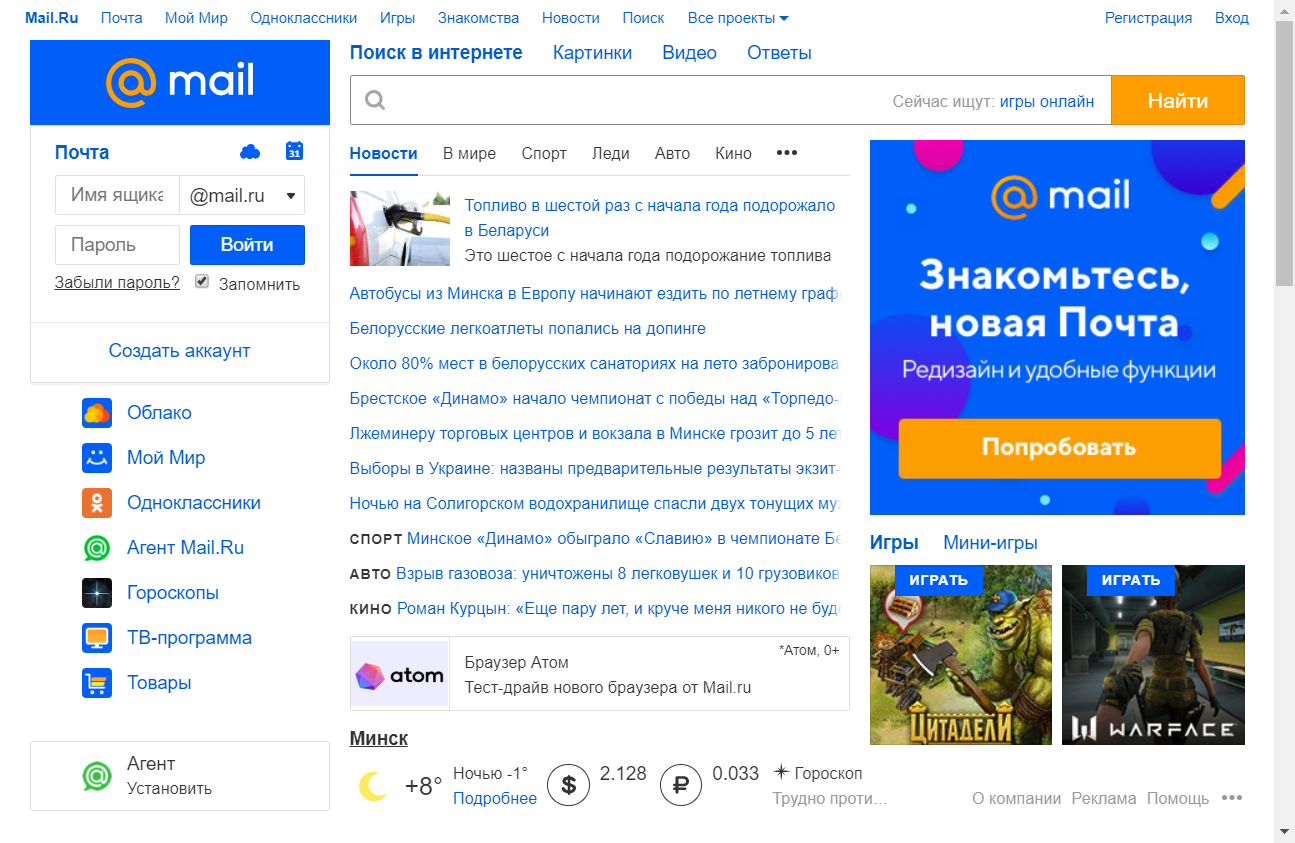 Mail.Ru Почта Мой Мир Одноклассники Игры Знакомства Новости Поиск Все проекты Регистрация Вход
@ mail
Почта
31
Имя ящика @mail.ru
Пароль Войти
Забыли пароль? Запомнить
Создать аккаунт
Облако
Мой Мир
Одноклассники
Агент Mail.Ru
Гороскопы
ТВ-программа
Товары
Агент
Установить
Поиск в интернете Картинки Видео Ответы
Сейчас ищут: игры онлайн Найти
Новости В мире Спорт Леди Авто Кино •••
Топливо в шестой раз с начала года подорожало
в Беларуси
Это шестое с начала года подорожание топлива
Автобусы из Минска в Европу начинают ездить по летнему граф
Белорусские легкоатлеты попались на допинге
Около 80% мест в белорусских санаториях на лето забронирова
Брестское «Динамо» начало чемпионат с победы над «Торпедо-
Лжеминеру торговых центров и вокзала в Минске грозит до 5 лет
Выборы в Украине: названы предварительные результаты экзит-
Ночью на Солигорском водохранилище спасли двух тонущих му
СПОРТ Минское «Динамо» обыграло «Славию» в чемпионате Бе
АВТО Взрыв газовоза: уничтожены 8 легковушек и 10 грузовиков
КИНО Роман Курцын: «Еще пару лет, и круче меня никого не буде
atom
Браузер Атом *Атом, 0+
Тест-драйв нового браузера от Mail.ru
Минск
+8° Ночью -1° $ 2.128 ₽ 0.033 Гороскоп
Подробнее Трудно проти...
@ mail
Знакомьтесь,
новая Почта
Редизайн и удобные функции
Попробовать
Игры Мини-игры
ИГРАТЬ ИГРАТЬ
ЦИТАДЕЛИ WARFACE
О компании Реклама Помощь •••